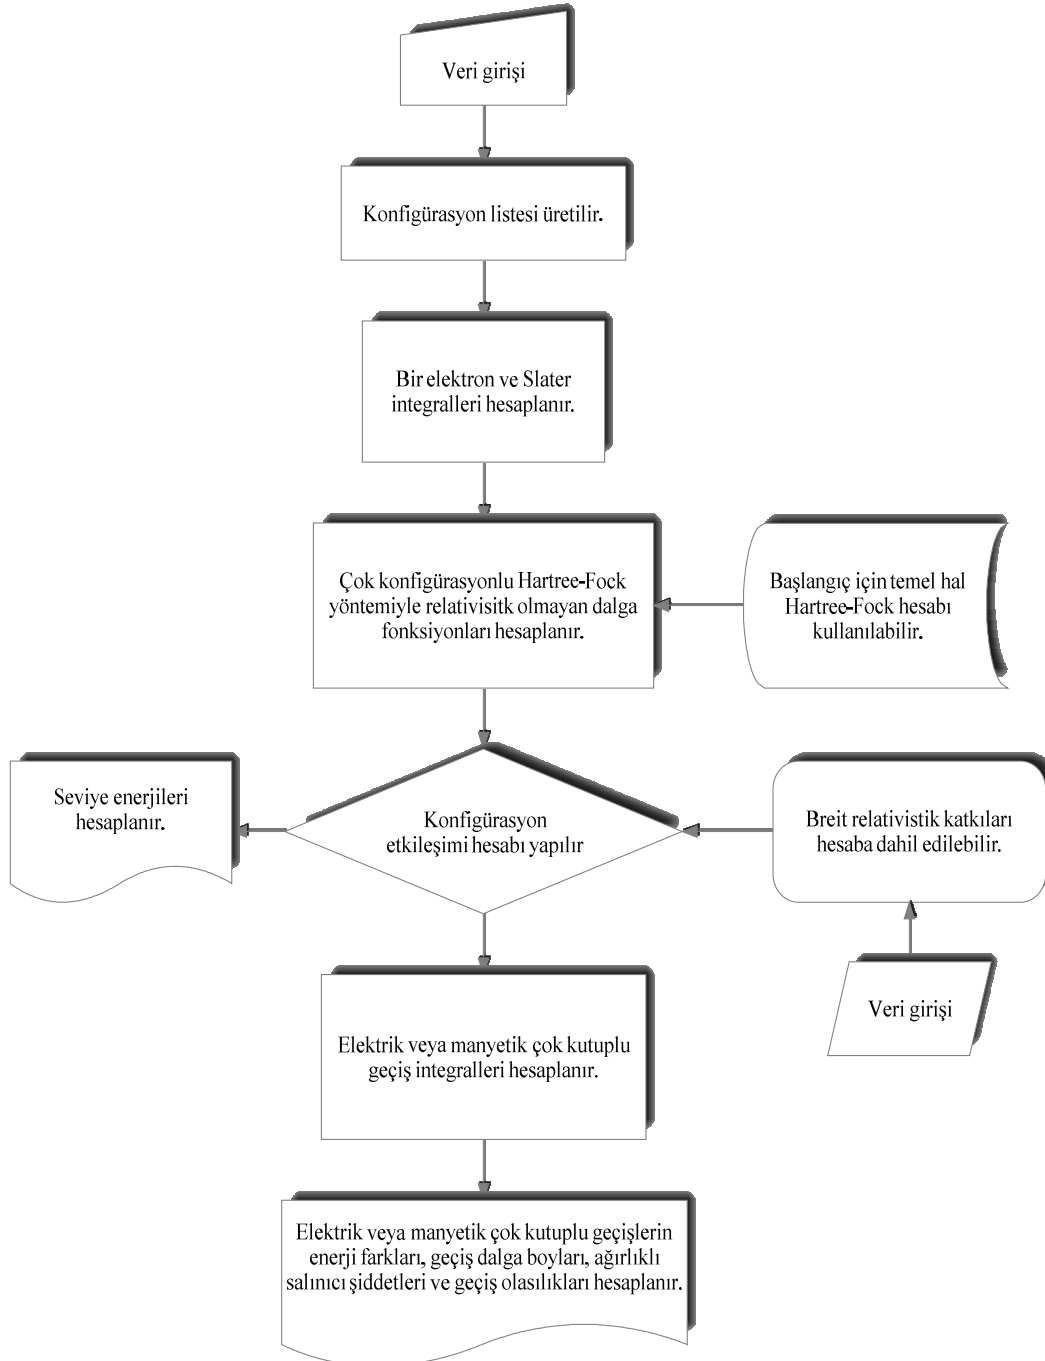 Veri girişi
Konfigürasyon listesi üretilir.
Bir elektron ve Slater
integralleri hesaplanır.
Çok konfigürasyonlu Hartree-Fock
yöntemiyle relativisitk olmayan dalga
fonksiyonları hesaplanır.
Başlangıç için temel hal
Hartree-Fock hesabı
kullanılabilir.
Seviye enerjileri
hesaplanır.
Konfigürasyon
etkileşimi hesabı yapılır
Breit relativistik katkıları
hesaba dahil edilebilir.
Veri girişi
Elektrik veya manyetik çok kutuplu
geçiş integralleri hesaplanır.
Elektrik veya manyetik çok kutuplu geçişlerin
enerji farkları, geçiş dalga boyları, ağırlıklı
salınıcı şiddetleri ve geçiş olasılıkları hesaplanır.